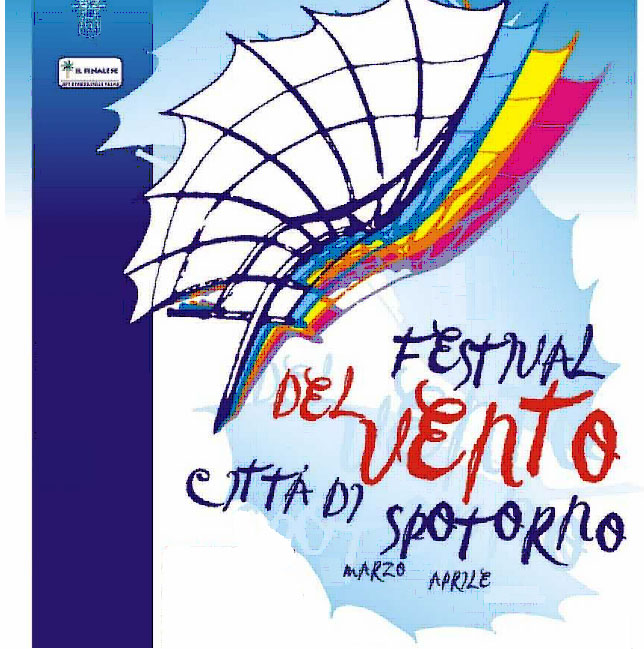 IL FINALESE
FESTIVAL
DEL VENTO
CITTÀ DI SPOTORNO
MARZO APRILE